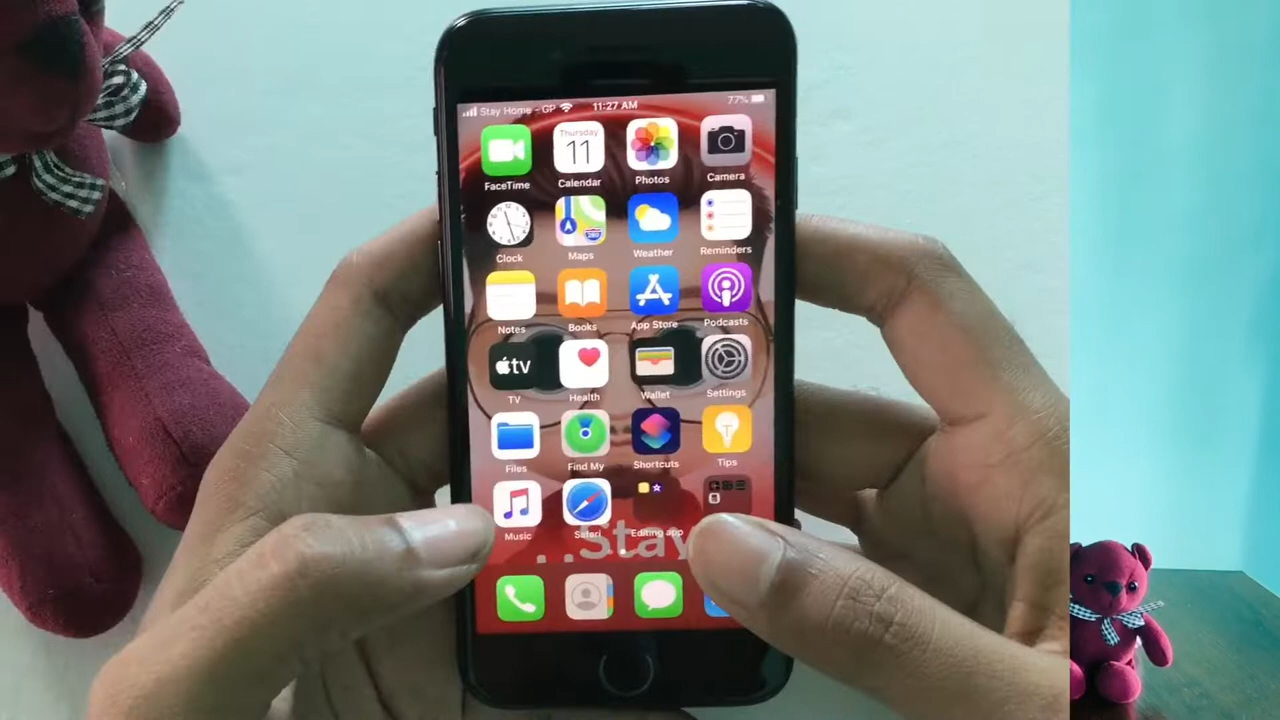 Stay Home - GP 11:27 AM 77%
Thursday
11
FaceTime Calendar Photos Camera
Clock Maps Weather Reminders
Notes Books App Store Podcasts
tv
TV Health Wallet Settings
Files Find My Shortcuts Tips
Music Safari Editing app
..Stay